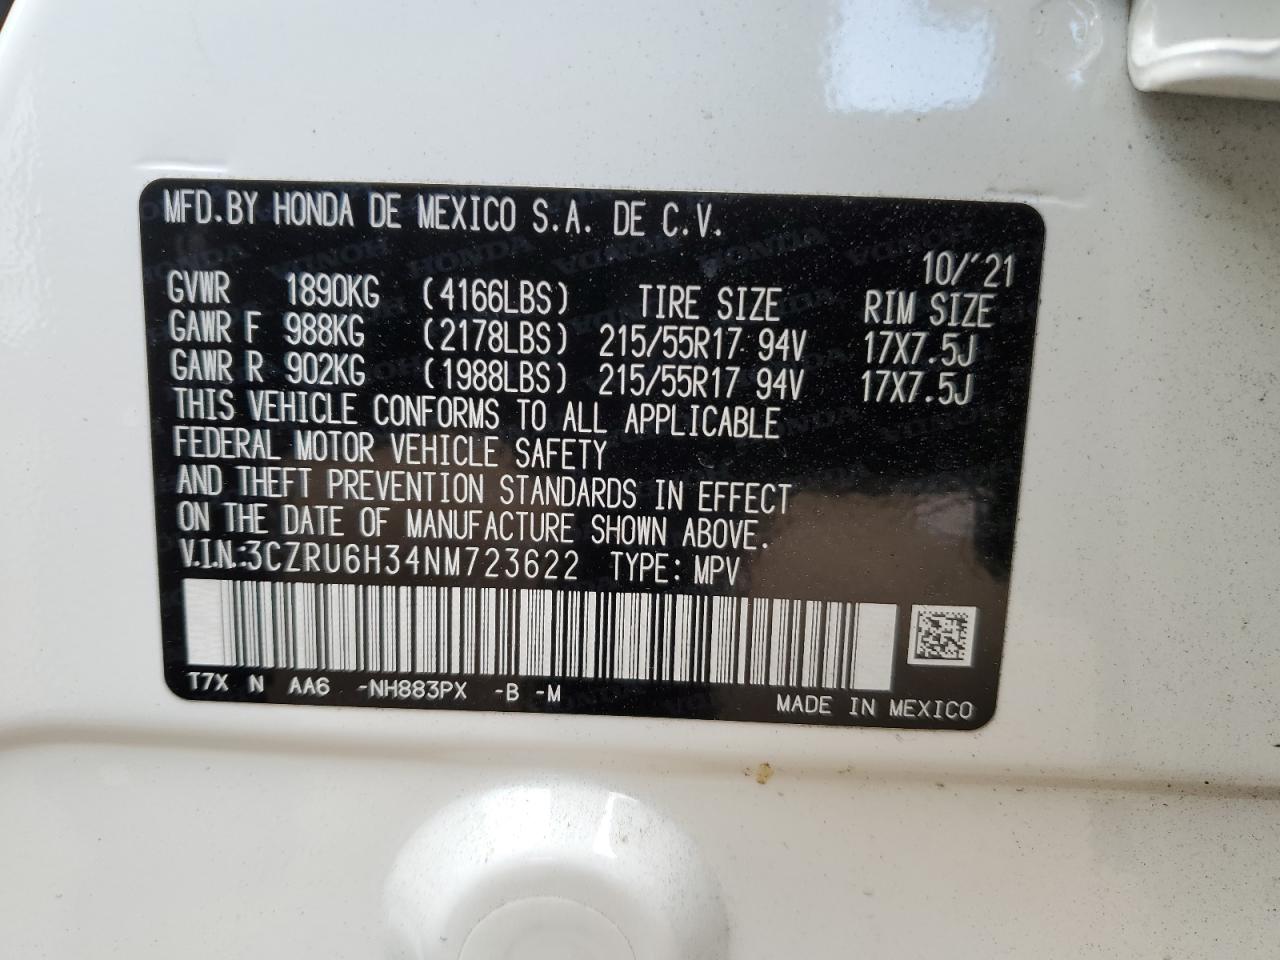 MFD.BY HONDA DE MEXICO S.A. DE C.V.
10/'21
GVWR 1890KG (4166LBS) TIRE SIZE RIM SIZE
GAWR F 988KG (2178LBS) 215/55R17 94V 17X7.5J
GAWR R 902KG (1988LBS) 215/55R17 94V 17X7.5J
THIS VEHICLE CONFORMS TO ALL APPLICABLE
FEDERAL MOTOR VEHICLE SAFETY
AND THEFT PREVENTION STANDARDS IN EFFECT
ON THE DATE OF MANUFACTURE SHOWN ABOVE.
V.I.N.:3CZRU6H34NM723622 TYPE: MPV
T7X N AA6 -NH883PX -B -M
MADE IN MEXICO